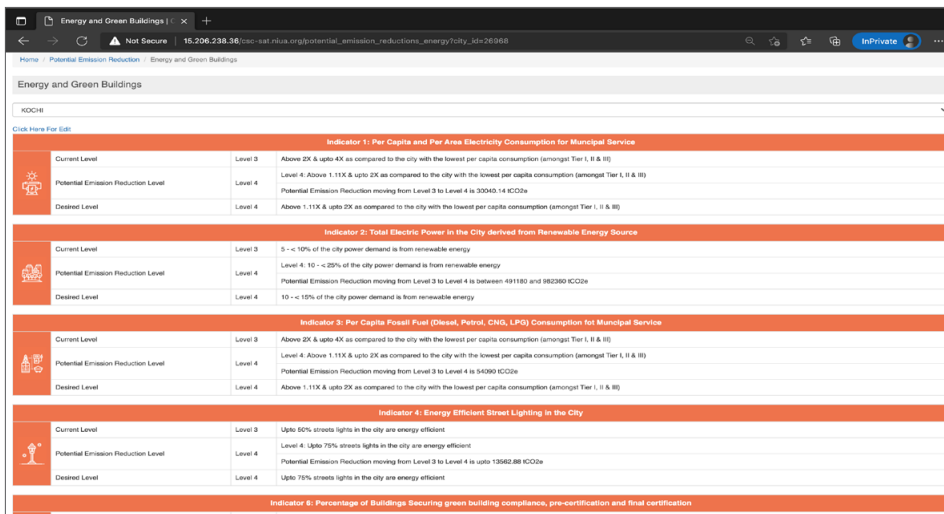 Energy and Green Buildings | C
Not Secure | 15.206.238.36/csc-sat.niua.org/potential_emission_reductions_energy?city_id=26968
InPrivate
Home / Potential Emission Reduction / Energy and Green Buildings
Energy and Green Buildings
KOCHI
Click Here For Edit
Indicator 1: Per Capita and Per Area Electricity Consumption for Muncipal Service
Current Level Level 3 Above 2X & upto 4X as compared to the city with the lowest per capita consumption (amongst Tier I, II & III)
Potential Emission Reduction Level Level 4 Level 4: Above 1.11X & upto 2X as compared to the city with the lowest per capita consumption (amongst Tier I, II & III)
Potential Emission Reduction moving from Level 3 to Level 4 is 30040.14 tCO2e
Desired Level Level 4 Above 1.11X & upto 2X as compared to the city with the lowest per capita consumption (amongst Tier I, II & III)
Indicator 2: Total Electric Power in the City derived from Renewable Energy Source
Current Level Level 3 5 - < 10% of the city power demand is from renewable energy
Potential Emission Reduction Level Level 4 Level 4: 10 - < 25% of the city power demand is from renewable energy
Potential Emission Reduction moving from Level 3 to Level 4 is between 491180 and 982360 tCO2e
Desired Level Level 4 10 - < 15% of the city power demand is from renewable energy
Indicator 3: Per Capita Fossil Fuel (Diesel, Petrol, CNG, LPG) Consumption fot Muncipal Service
Current Level Level 3 Above 2X & upto 4X as compared to the city with the lowest per capita consumption (amongst Tier I, II & III)
Potential Emission Reduction Level Level 4 Level 4: Above 1.11X & upto 2X as compared to the city with the lowest per capita consumption (amongst Tier I, II & III)
Potential Emission Reduction moving from Level 3 to Level 4 is 54090 tCO2e
Desired Level Level 4 Above 1.11X & upto 2X as compared to the city with the lowest per capita consumption (amongst Tier I, II & III)
Indicator 4: Energy Efficient Street Lighting in the City
Current Level Level 3 Upto 50% streets lights in the city are energy efficient
Potential Emission Reduction Level Level 4 Level 4: Upto 75% streets lights in the city are energy efficient
Potential Emission Reduction moving from Level 3 to Level 4 is upto 13562.88 tCO2e
Desired Level Level 4 Upto 75% streets lights in the city are energy efficient
Indicator 6: Percentage of Buildings Securing green building compliance, pre-certification and final certification